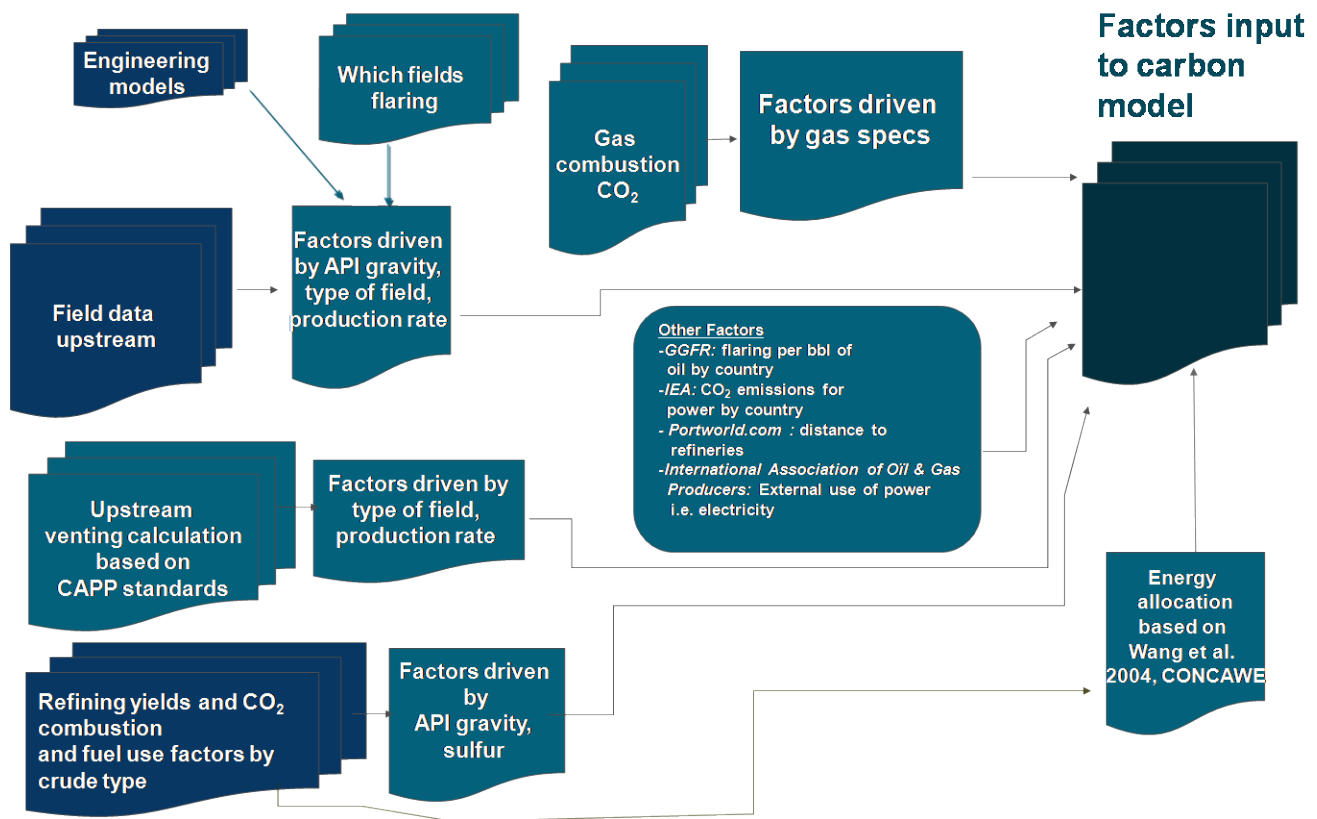 Factors input
to carbon
model
Engineering
models
Which fields
flaring
Gas
combustion
CO₂
Factors driven
by gas specs
Field data
upstream
Factors driven
by API gravity,
type of field,
production rate
Other Factors
-GGFR: flaring per bbl of
oil by country
-IEA: CO₂ emissions for
power by country
- Portworld.com : distance to
refineries
-International Association of Oïl & Gas
Producers: External use of power
i.e. electricity
Upstream
venting calculation
based on
CAPP standards
Factors driven by
type of field,
production rate
Energy
allocation
based on
Wang et al.
2004, CONCAWE
Refining yields and CO₂
combustion
and fuel use factors by
crude type
Factors driven
by
API gravity,
sulfur